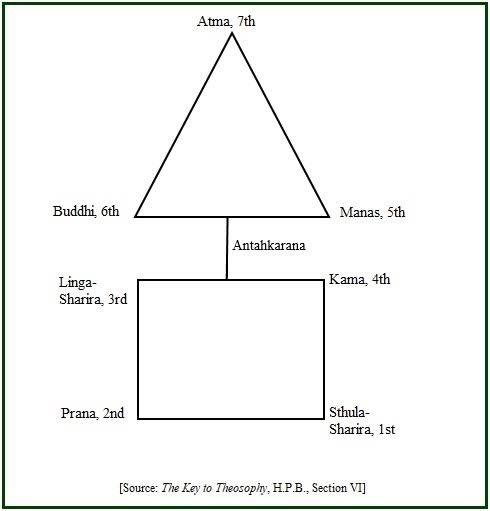 Atma, 7th
Buddhi, 6th
Manas, 5th
Antahkarana
Linga-
Sharira, 3rd
Kama, 4th
Prana, 2nd
Sthula-
Sharira, 1st
[Source: The Key to Theosophy, H.P.B., Section VI]